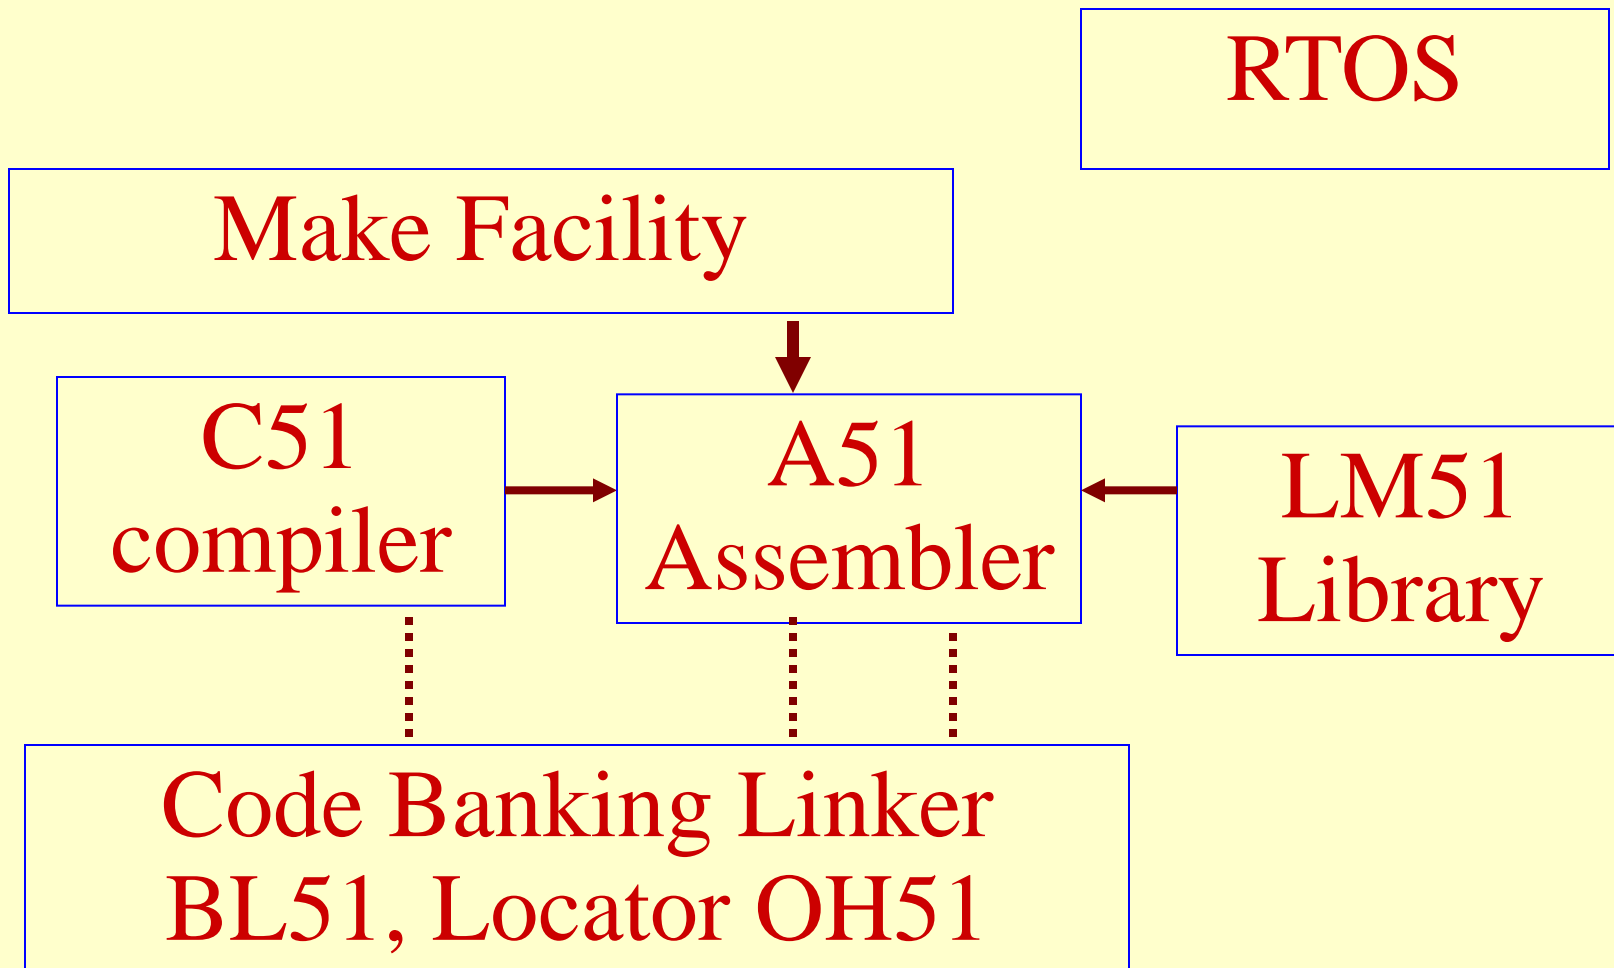 RTOS
Make Facility
C51
compiler
A51
Assembler
LM51
Library
Code Banking Linker
BL51, Locator OH51